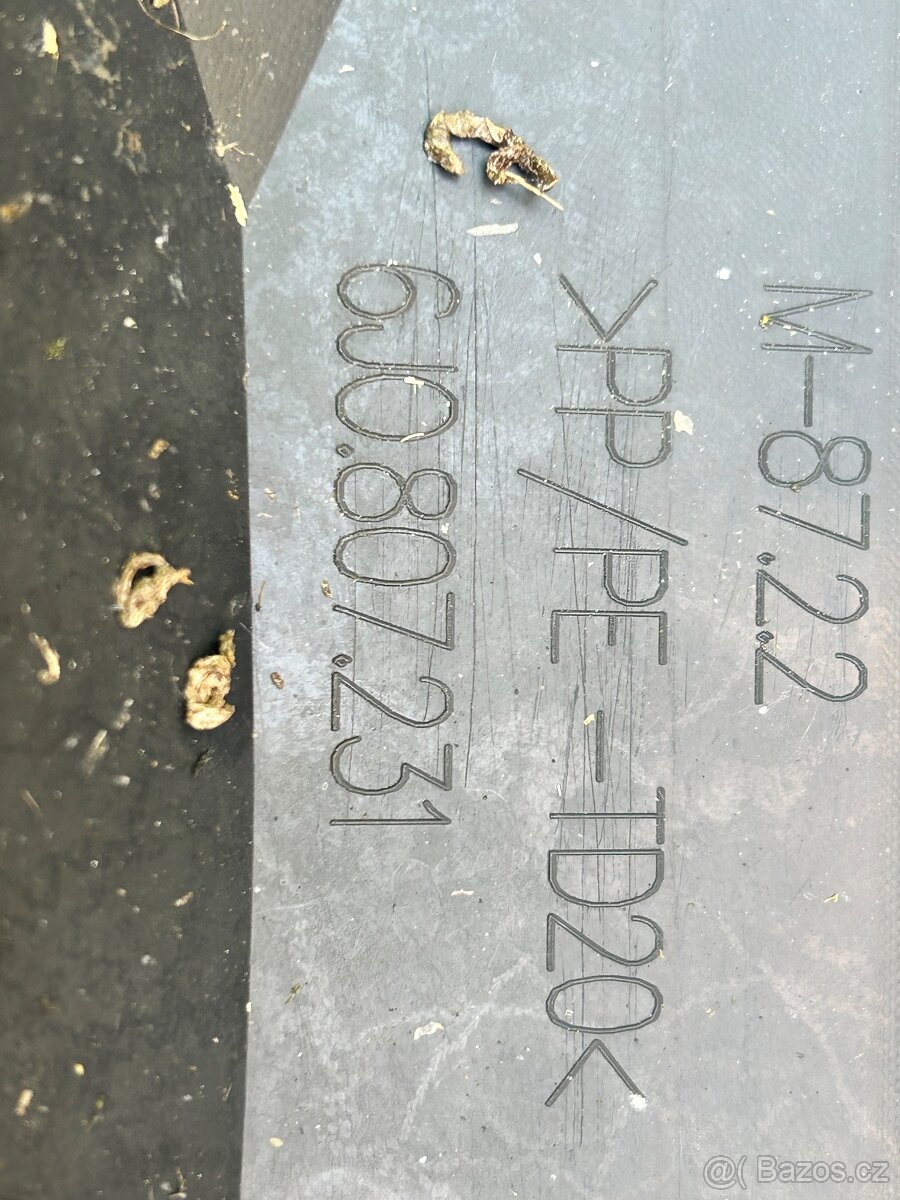 M-87.2.2
>PP/PE-TD20<
6J0.807.231
@( Bazos.cz